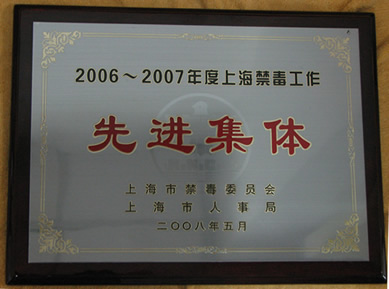 2006～2007年度上海禁毒工作
先进集体
上海市禁毒委员会
上海市人事局
二〇〇八年五月